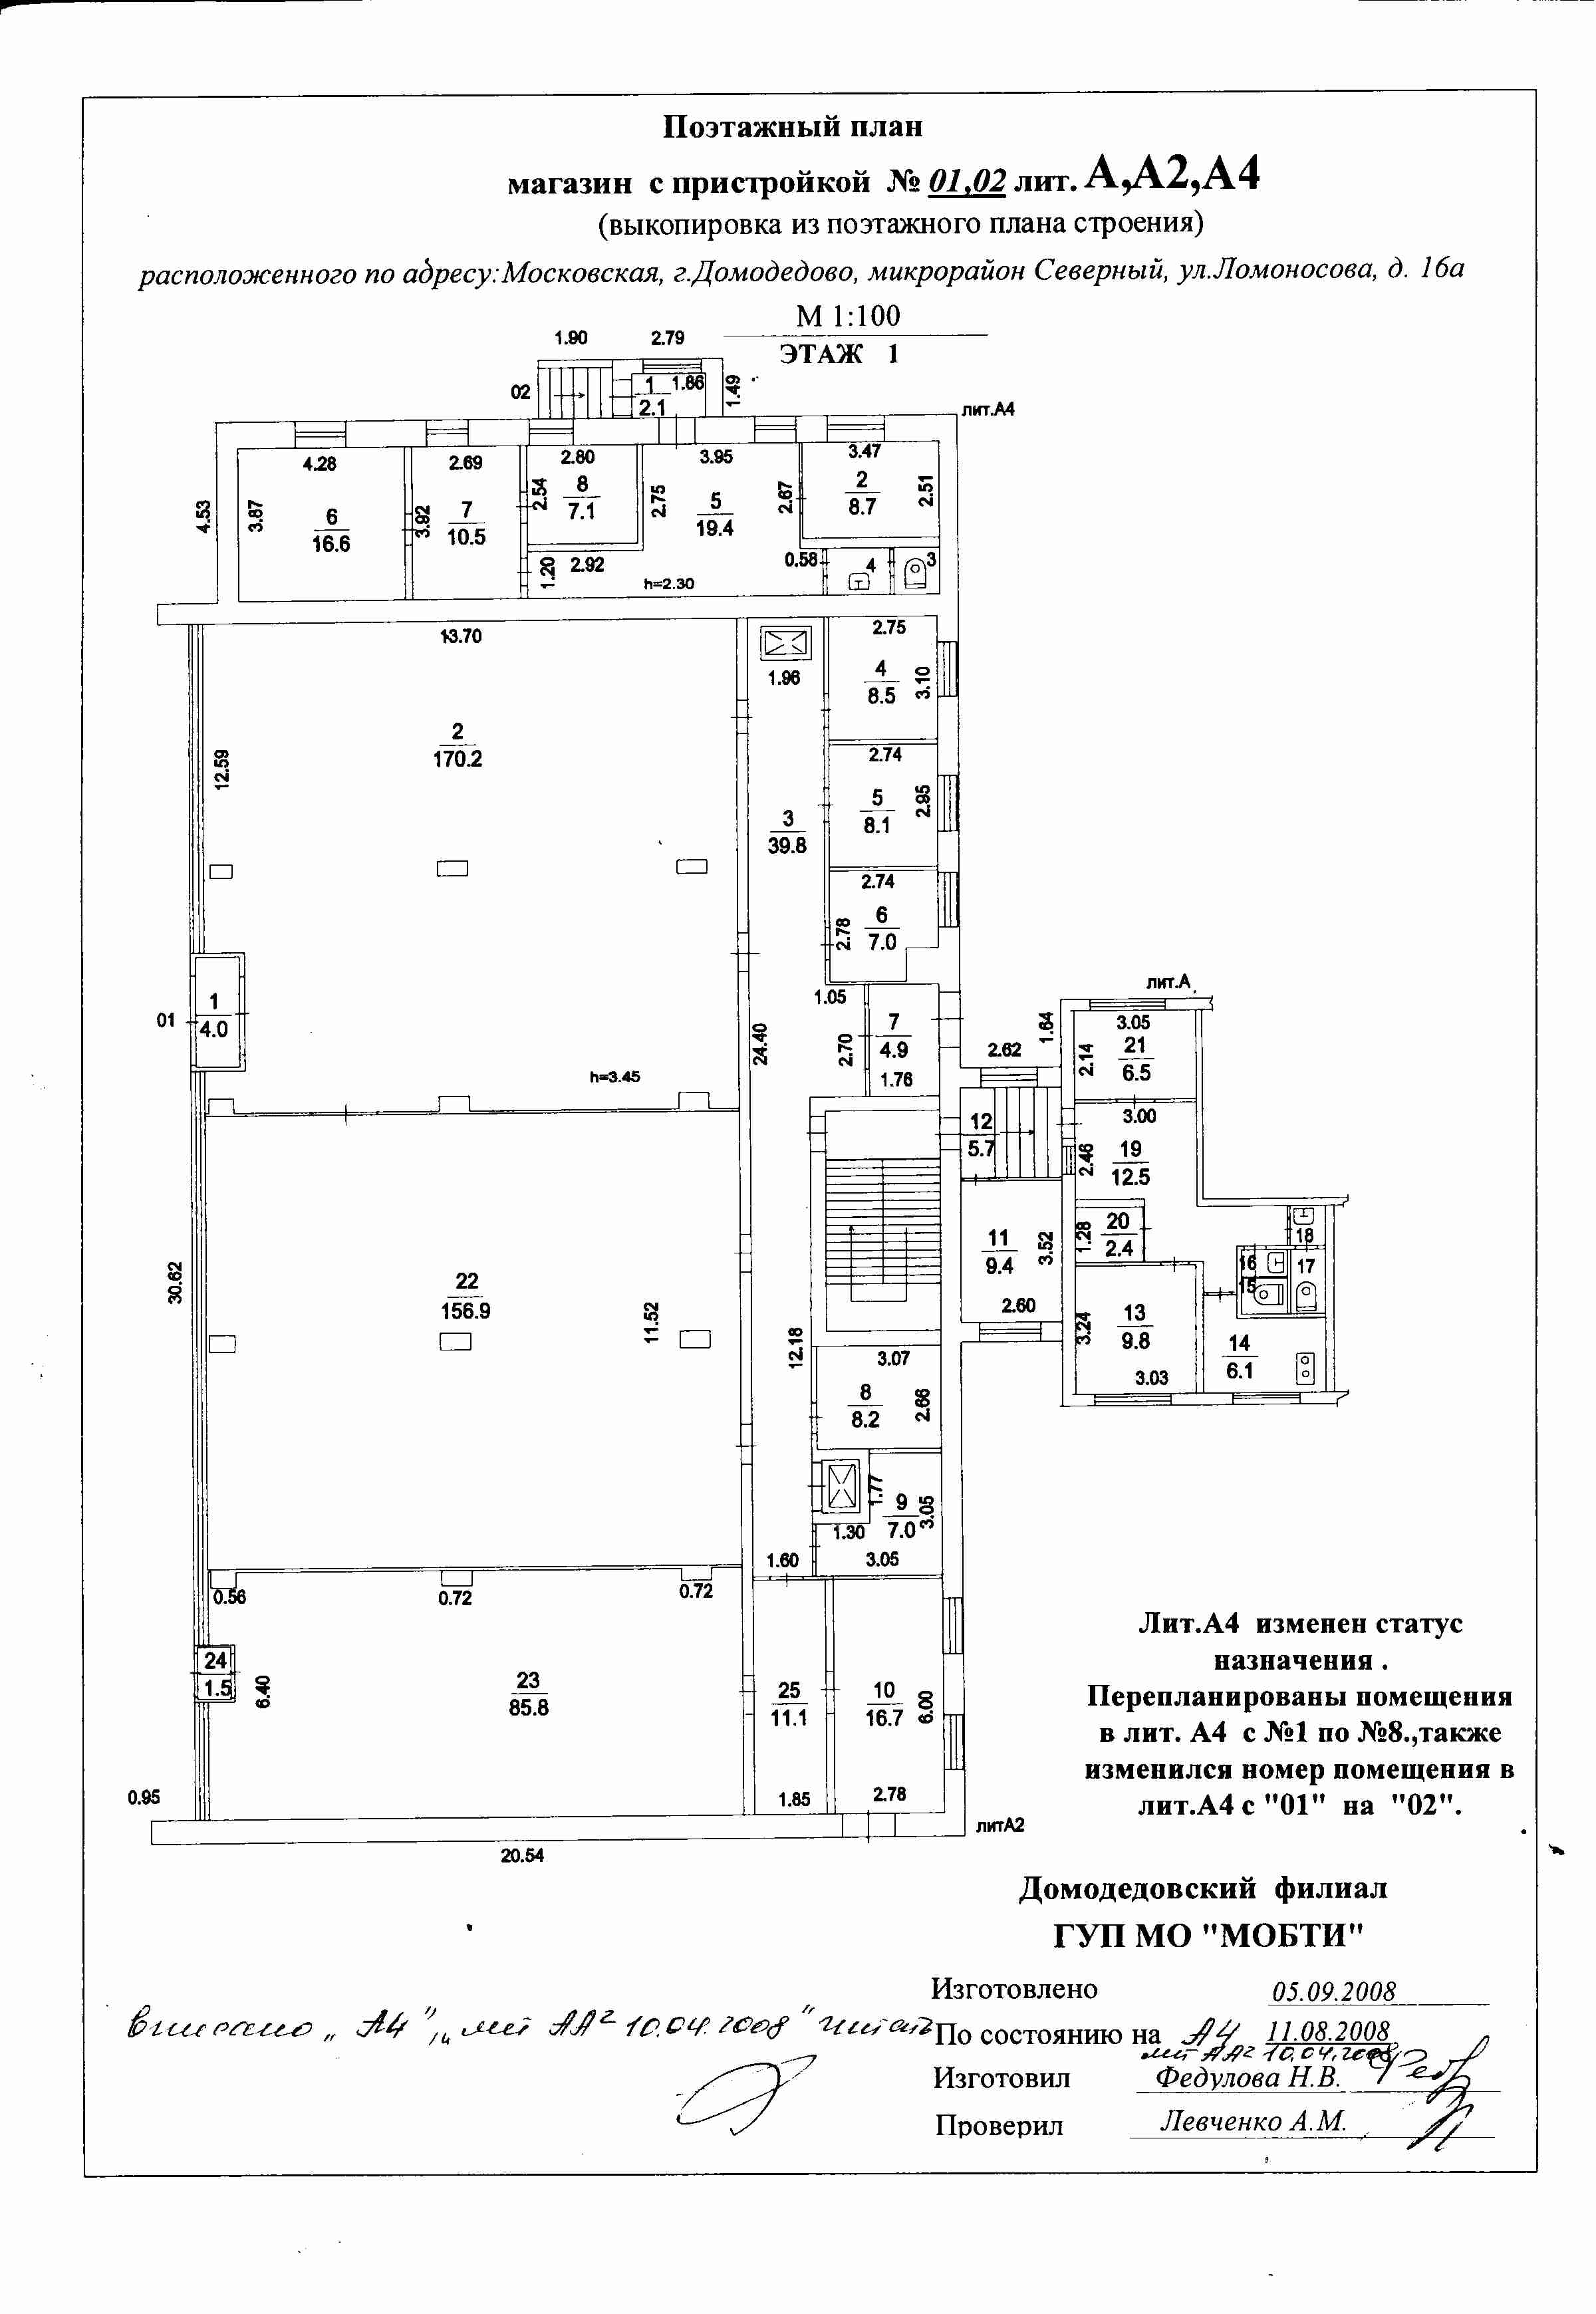 Поэтажный план
магазин с пристройкой № 01,02 лит. А,А2,А4
(выкопировка из поэтажного плана строения)
расположенного по адресу:Московская, г.Домодедово, микрорайон Северный, ул.Ломоносова, д. 16а
М 1:100
ЭТАЖ 1
1.90 2.79
02 1 1.86 1.49
2.1
лит.А4
4.28 2.69 2.80 3.95 3.47
4.53 3.87 6 3.92 7 2.54 8 2.75 5 2.67 2 2.51
16.6 10.5 7.1 19.4 8.7
1.20 2.92 0.58 4 3
h=2.30
13.70 2.75
1.96 4 3.10
8.5
2
170.2
12.59
2.74
5 2.95
8.1
3
39.8
2.74
2.78 6
7.0
1.05
01 1
4.0
24.40 2.70 7
4.9
1.76
h=3.45
лит.А
2.62 1.64 3.05
2.14 21
6.5
12
5.7
3.00
2.46 19
12.5
11 3.52
9.4
1.28 20
2.4
18
16 17
15
2.60
30.62
22
156.9
11.52
12.18
3.24 13
9.8
3.03
14
6.1
3.07
8 2.66
8.2
1.77 9 3.05
7.0
1.30
1.60 3.05
0.56 0.72 0.72
24
1.5
6.40
23
85.8
25
11.1
10 6.00
16.7
0.95 1.85 2.78
литА2
20.54
Лит.А4 изменен статус
назначения .
Перепланированы помещения
в лит. А4 с №1 по №8.,также
изменился номер помещения в
лит.А4 с "01" на "02".
Домодедовский филиал
ГУП МО "МОБТИ"
Изготовлено 05.09.2008
вписано „А4”, „лит АА2 10.04.2008” читать
По состоянию на А4 11.08.2008
лит АА2 10.04.2008
Изготовил Федулова Н.В.
Проверил Левченко А.М.